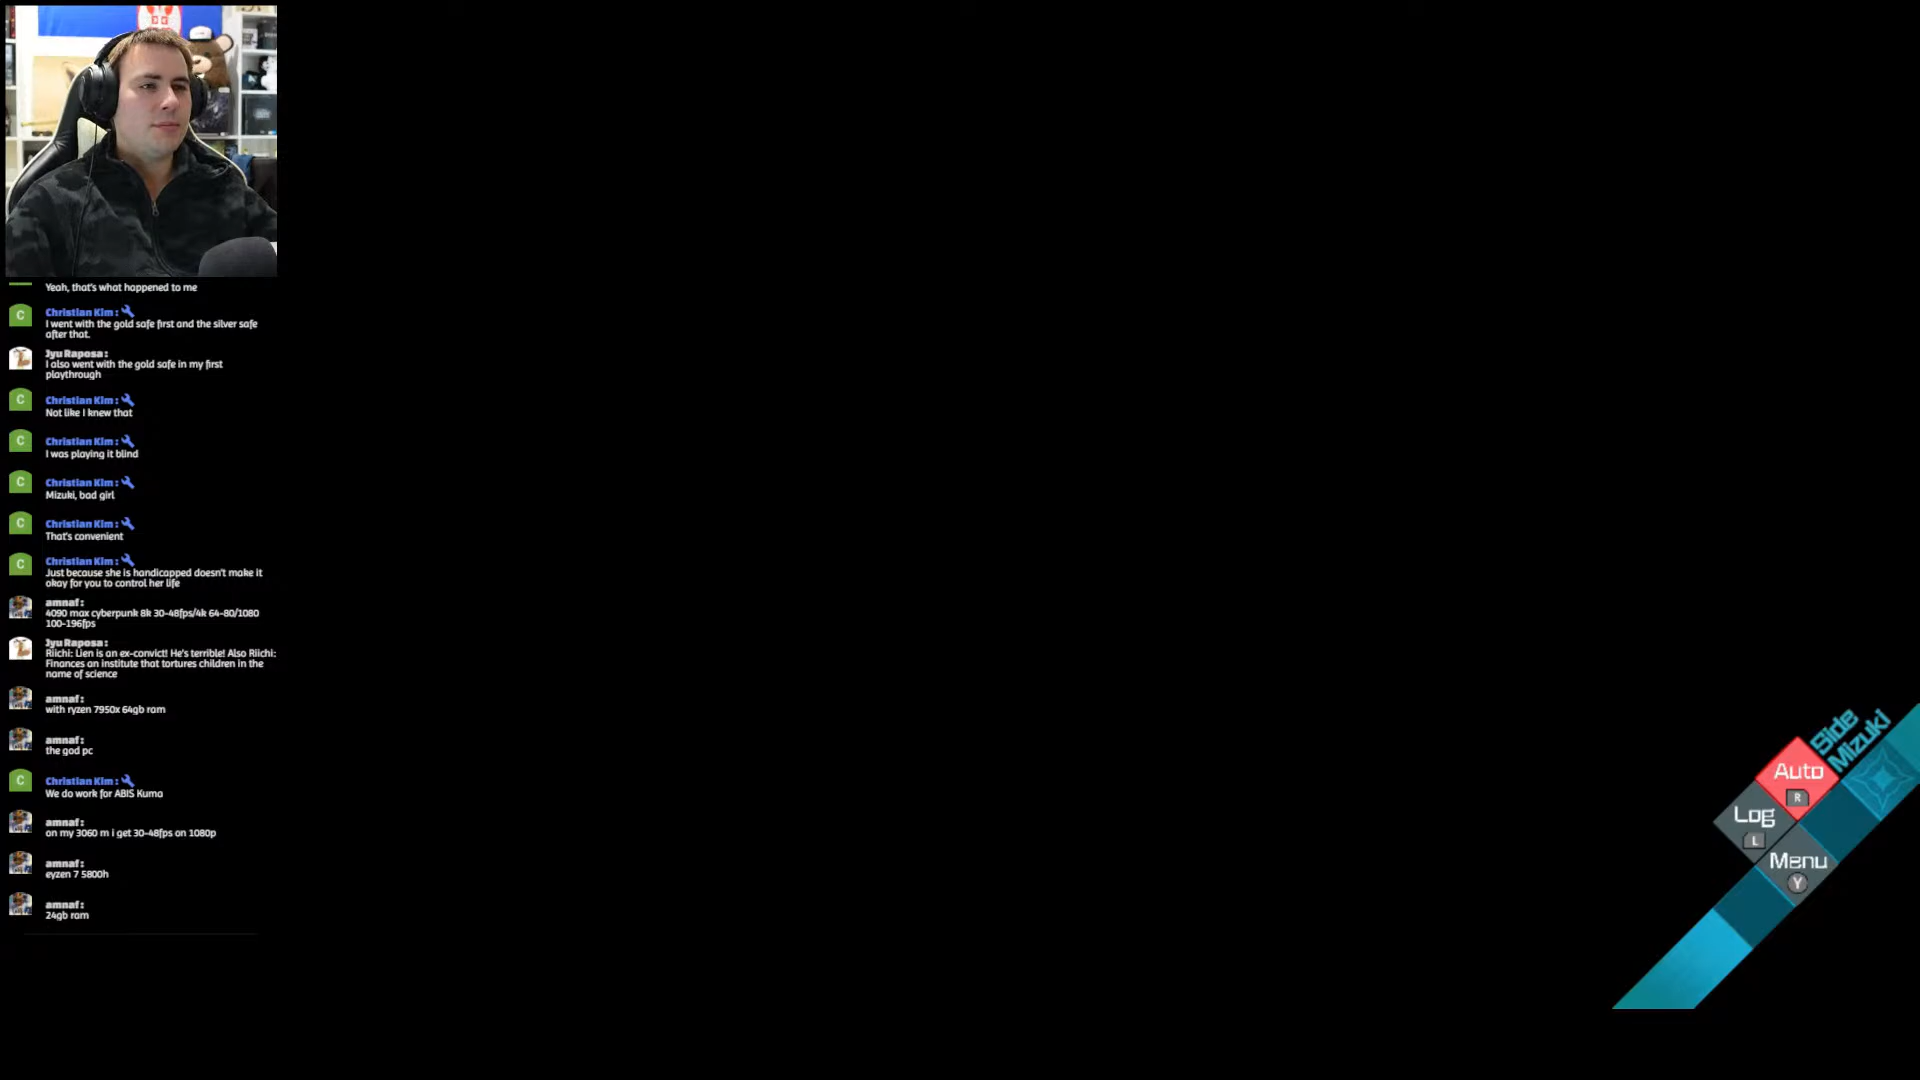 Yeah, that's what happened to me
C
Christian Kim :
I went with the gold safe first and the silver safe
after that.
Jyu Raposa :
I also went with the gold safe in my first
playthrough
C
Christian Kim :
Not like I knew that
C
Christian Kim :
I was playing it blind
C
Christian Kim :
Mizuki, bad girl
C
Christian Kim :
That's convenient
C
Christian Kim :
Just because she is handicapped doesn't make it
okay for you to control her life
amnaf :
4090 max cyberpunk 8k 30-48fps/4k 64-80/1080
100-196fps
Jyu Raposa :
Riichi: Lien is an ex-convict! He's terrible! Also Riichi:
Finances an institute that tortures children in the
name of science
amnaf :
with ryzen 7950x 64gb ram
amnaf :
the god pc
C
Christian Kim :
We do work for ABIS Kuma
amnaf :
on my 3060 m i get 30-48fps on 1080p
amnaf :
eyzen 7 5800h
amnaf :
24gb ram
Side
Mizuki
Auto
R
Log
L
Menu
Y